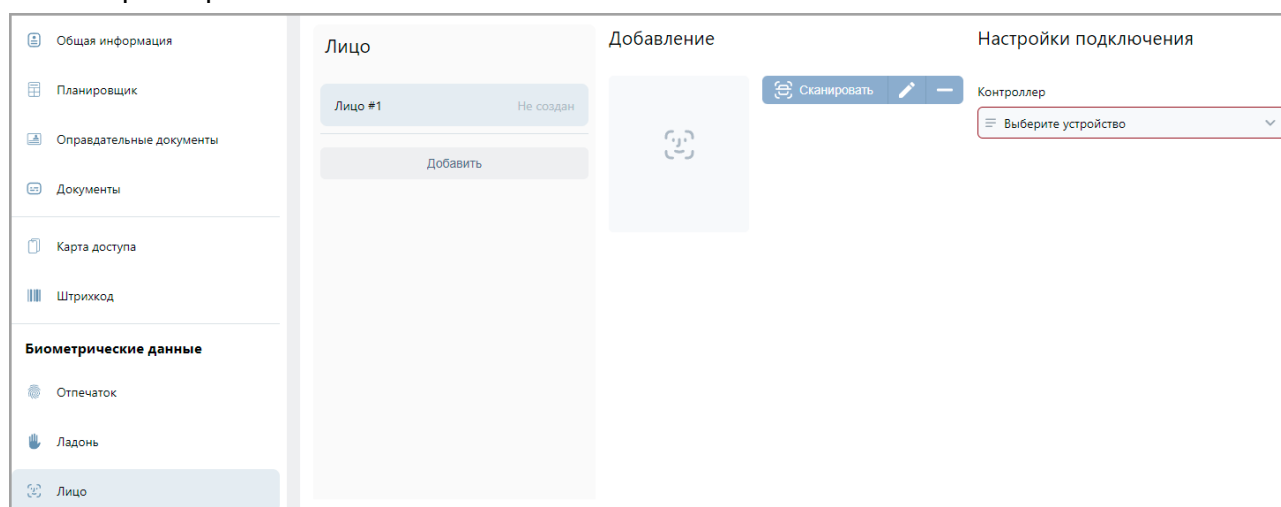 Общая информация
Планировщик
Оправдательные документы
Документы
Карта доступа
Штрихкод
Биометрические данные
Отпечаток
Ладонь
Лицо
Лицо
Лицо #1 Не создан
Добавить
Добавление
Сканировать
Настройки подключения
Контроллер
Выберите устройство